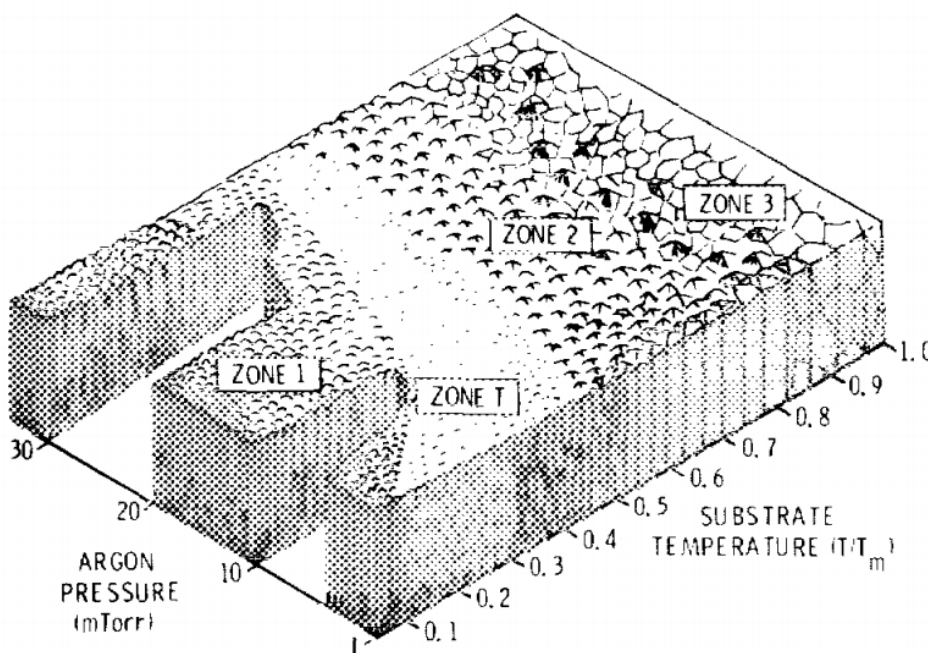 ZONE 3
ZONE 2
ZONE 1
ZONE T
30
20
10
1
ARGON
PRESSURE
(mTorr)
0.1
0.2
0.3
0.4
0.5
0.6
0.7
0.8
0.9
1.0
SUBSTRATE
TEMPERATURE (T/Tm)